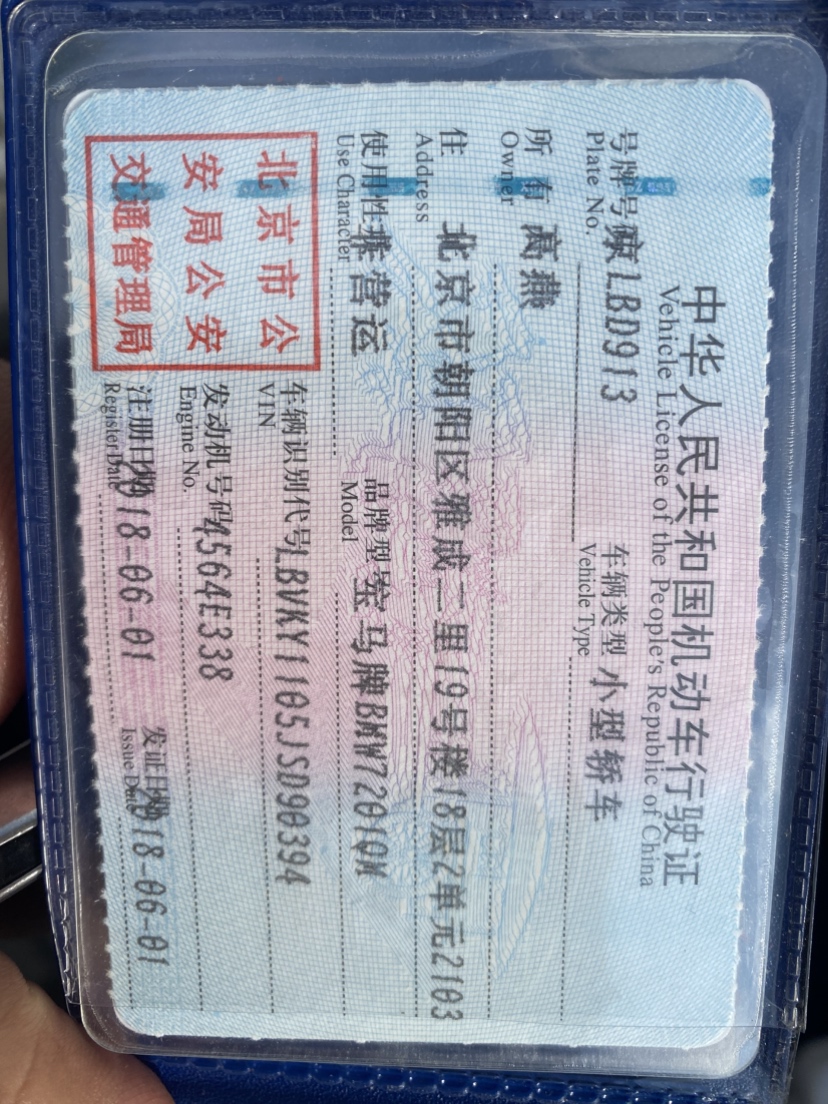 中华人民共和国机动车行驶证
Vehicle License of the People's Republic of China
号牌号 京LBD913 车辆类型 小型轿车
Plate No. Vehicle Type
所有 高燕
Owner
住 北京市朝阳区雅成二里19号楼18层2单元2103
Address
使用性 非营运 品牌型 宝马牌BMW7201QM
Use Character Model
北京市公
安局公安
交通管理局
车辆识别代号 LBVKY1105JSD90394
VIN
发动机号码 4564E338
Engine No.
注册日期 2018-06-01 发证日期 2018-06-01
Register Date Issue Date